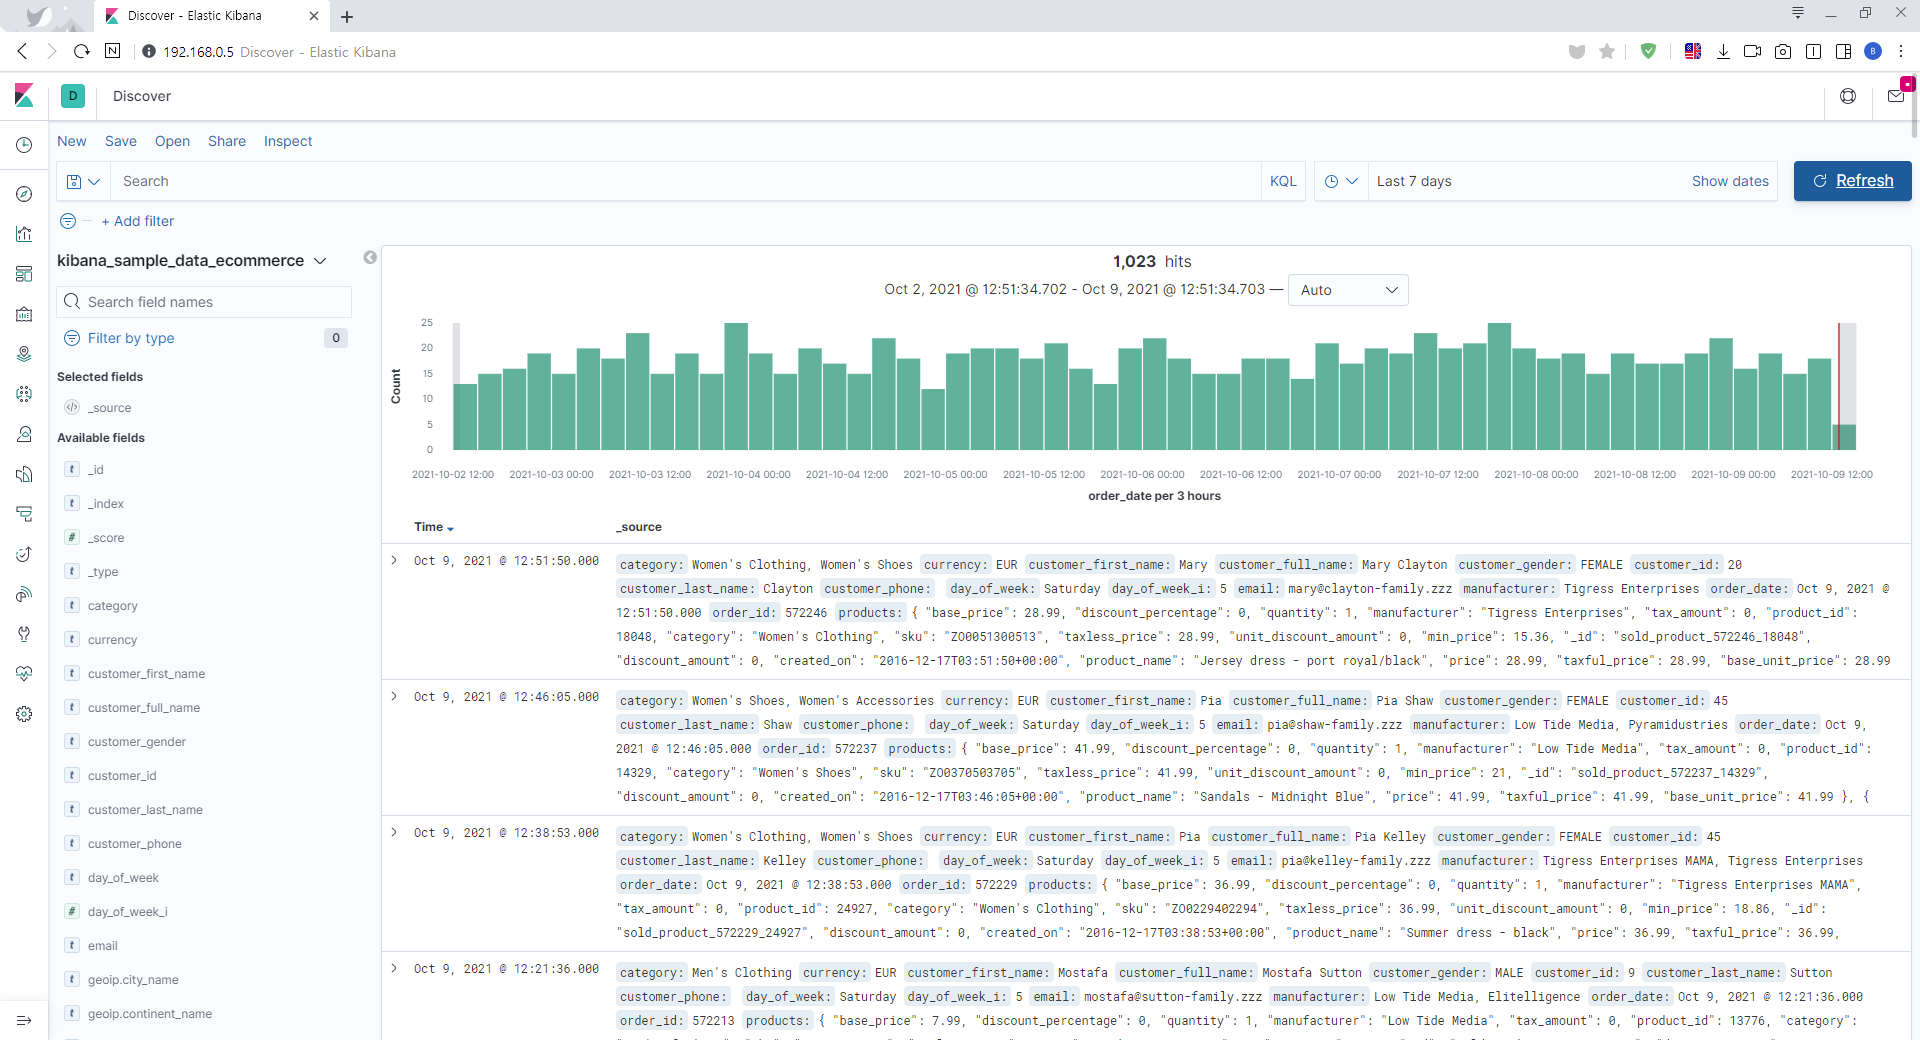 Discover - Elastic Kibana
N 192.168.0.5 Discover - Elastic Kibana B
D Discover
New Save Open Share Inspect
Search KQL Last 7 days Show dates Refresh
+ Add filter
kibana_sample_data_ecommerce
Search field names
Filter by type 0
Selected fields
_source
Available fields
t _id
t _index
# _score
t _type
t category
t currency
t customer_first_name
t customer_full_name
t customer_gender
t customer_id
t customer_last_name
t customer_phone
t day_of_week
# day_of_week_i
t email
t geoip.city_name
t geoip.continent_name
1,023 hits
Oct 2, 2021 @ 12:51:34.702 - Oct 9, 2021 @ 12:51:34.703 — Auto
25
20
15
10
5
0
Count
2021-10-02 12:00 2021-10-03 00:00 2021-10-03 12:00 2021-10-04 00:00 2021-10-04 12:00 2021-10-05 00:00 2021-10-05 12:00 2021-10-06 00:00 2021-10-06 12:00 2021-10-07 00:00 2021-10-07 12:00 2021-10-08 00:00 2021-10-08 12:00 2021-10-09 00:00 2021-10-09 12:00
order_date per 3 hours
Time _source
Oct 9, 2021 @ 12:51:50.000 category: Women's Clothing, Women's Shoes currency: EUR customer_first_name: Mary customer_full_name: Mary Clayton customer_gender: FEMALE customer_id: 20
customer_last_name: Clayton customer_phone: day_of_week: Saturday day_of_week_i: 5 email: mary@clayton-family.zzz manufacturer: Tigress Enterprises order_date: Oct 9, 2021 @
12:51:50.000 order_id: 572246 products: { "base_price": 28.99, "discount_percentage": 0, "quantity": 1, "manufacturer": "Tigress Enterprises", "tax_amount": 0, "product_id":
18048, "category": "Women's Clothing", "sku": "ZO0051300513", "taxless_price": 28.99, "unit_discount_amount": 0, "min_price": 15.36, "_id": "sold_product_572246_18048",
"discount_amount": 0, "created_on": "2016-12-17T03:51:50+00:00", "product_name": "Jersey dress - port royal/black", "price": 28.99, "taxful_price": 28.99, "base_unit_price": 28.99
Oct 9, 2021 @ 12:46:05.000 category: Women's Shoes, Women's Accessories currency: EUR customer_first_name: Pia customer_full_name: Pia Shaw customer_gender: FEMALE customer_id: 45
customer_last_name: Shaw customer_phone: day_of_week: Saturday day_of_week_i: 5 email: pia@shaw-family.zzz manufacturer: Low Tide Media, Pyramidustries order_date: Oct 9,
2021 @ 12:46:05.000 order_id: 572237 products: { "base_price": 41.99, "discount_percentage": 0, "quantity": 1, "manufacturer": "Low Tide Media", "tax_amount": 0, "product_id":
14329, "category": "Women's Shoes", "sku": "ZO0370503705", "taxless_price": 41.99, "unit_discount_amount": 0, "min_price": 21, "_id": "sold_product_572237_14329",
"discount_amount": 0, "created_on": "2016-12-17T03:46:05+00:00", "product_name": "Sandals - Midnight Blue", "price": 41.99, "taxful_price": 41.99, "base_unit_price": 41.99 }, {
Oct 9, 2021 @ 12:38:53.000 category: Women's Clothing, Women's Shoes currency: EUR customer_first_name: Pia customer_full_name: Pia Kelley customer_gender: FEMALE customer_id: 45
customer_last_name: Kelley customer_phone: day_of_week: Saturday day_of_week_i: 5 email: pia@kelley-family.zzz manufacturer: Tigress Enterprises MAMA, Tigress Enterprises
order_date: Oct 9, 2021 @ 12:38:53.000 order_id: 572229 products: { "base_price": 36.99, "discount_percentage": 0, "quantity": 1, "manufacturer": "Tigress Enterprises MAMA",
"tax_amount": 0, "product_id": 24927, "category": "Women's Clothing", "sku": "ZO0229402294", "taxless_price": 36.99, "unit_discount_amount": 0, "min_price": 18.86, "_id":
"sold_product_572229_24927", "discount_amount": 0, "created_on": "2016-12-17T03:38:53+00:00", "product_name": "Summer dress - black", "price": 36.99, "taxful_price": 36.99,
Oct 9, 2021 @ 12:21:36.000 category: Men's Clothing currency: EUR customer_first_name: Mostafa customer_full_name: Mostafa Sutton customer_gender: MALE customer_id: 9 customer_last_name: Sutton
customer_phone: day_of_week: Saturday day_of_week_i: 5 email: mostafa@sutton-family.zzz manufacturer: Low Tide Media, Elitelligence order_date: Oct 9, 2021 @ 12:21:36.000
order_id: 572213 products: { "base_price": 7.99, "discount_percentage": 0, "quantity": 1, "manufacturer": "Low Tide Media", "tax_amount": 0, "product_id": 13776, "category":